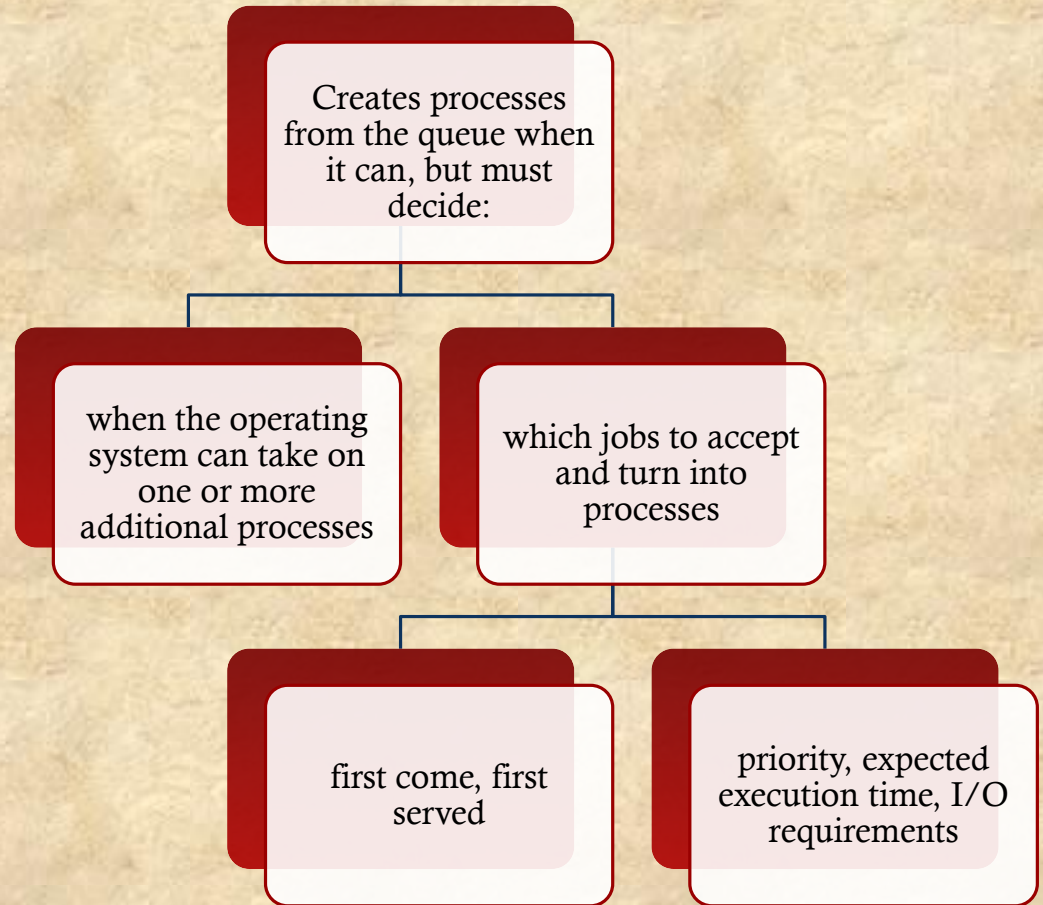 Creates processes
from the queue when
it can, but must
decide:
when the operating
system can take on
one or more
additional processes
which jobs to accept
and turn into
processes
first come, first
served
priority, expected
execution time, I/O
requirements